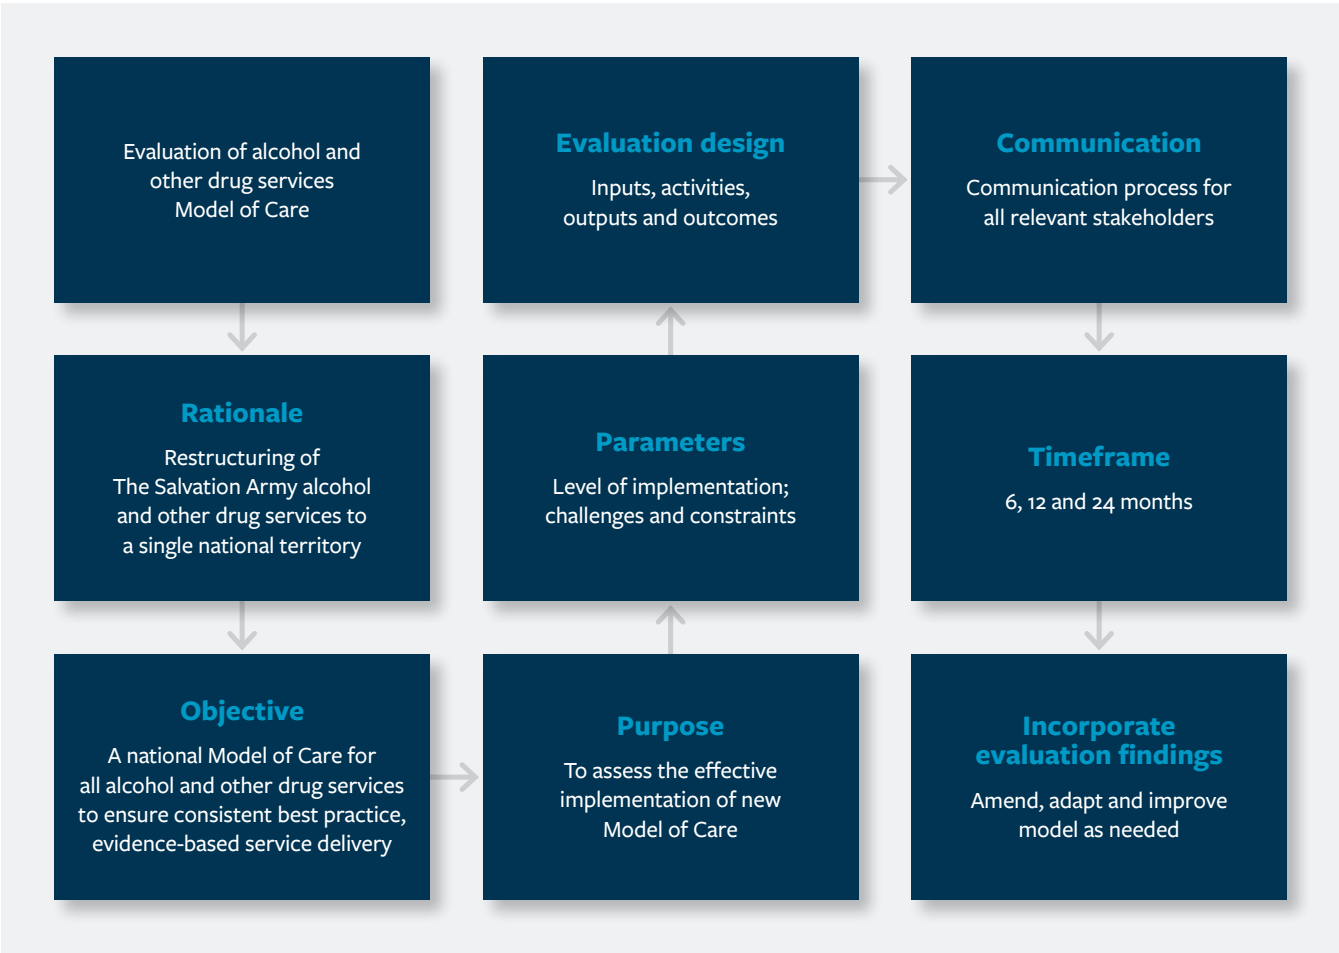 Evaluation of alcohol and
other drug services
Model of Care
Rationale
Restructuring of
The Salvation Army alcohol
and other drug services to
a single national territory
Objective
A national Model of Care for
all alcohol and other drug services
to ensure consistent best practice,
evidence-based service delivery
Purpose
To assess the effective
implementation of new
Model of Care
Parameters
Level of implementation;
challenges and constraints
Evaluation design
Inputs, activities,
outputs and outcomes
Communication
Communication process for
all relevant stakeholders
Timeframe
6, 12 and 24 months
Incorporate
evaluation findings
Amend, adapt and improve
model as needed